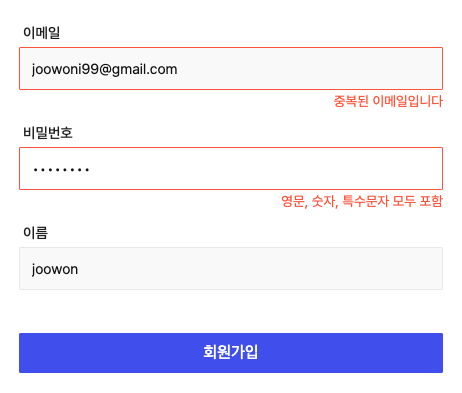 이메일
joowoni99@gmail.com
중복된 이메일입니다
비밀번호
••••••••
영문, 숫자, 특수문자 모두 포함
이름
joowon
회원가입